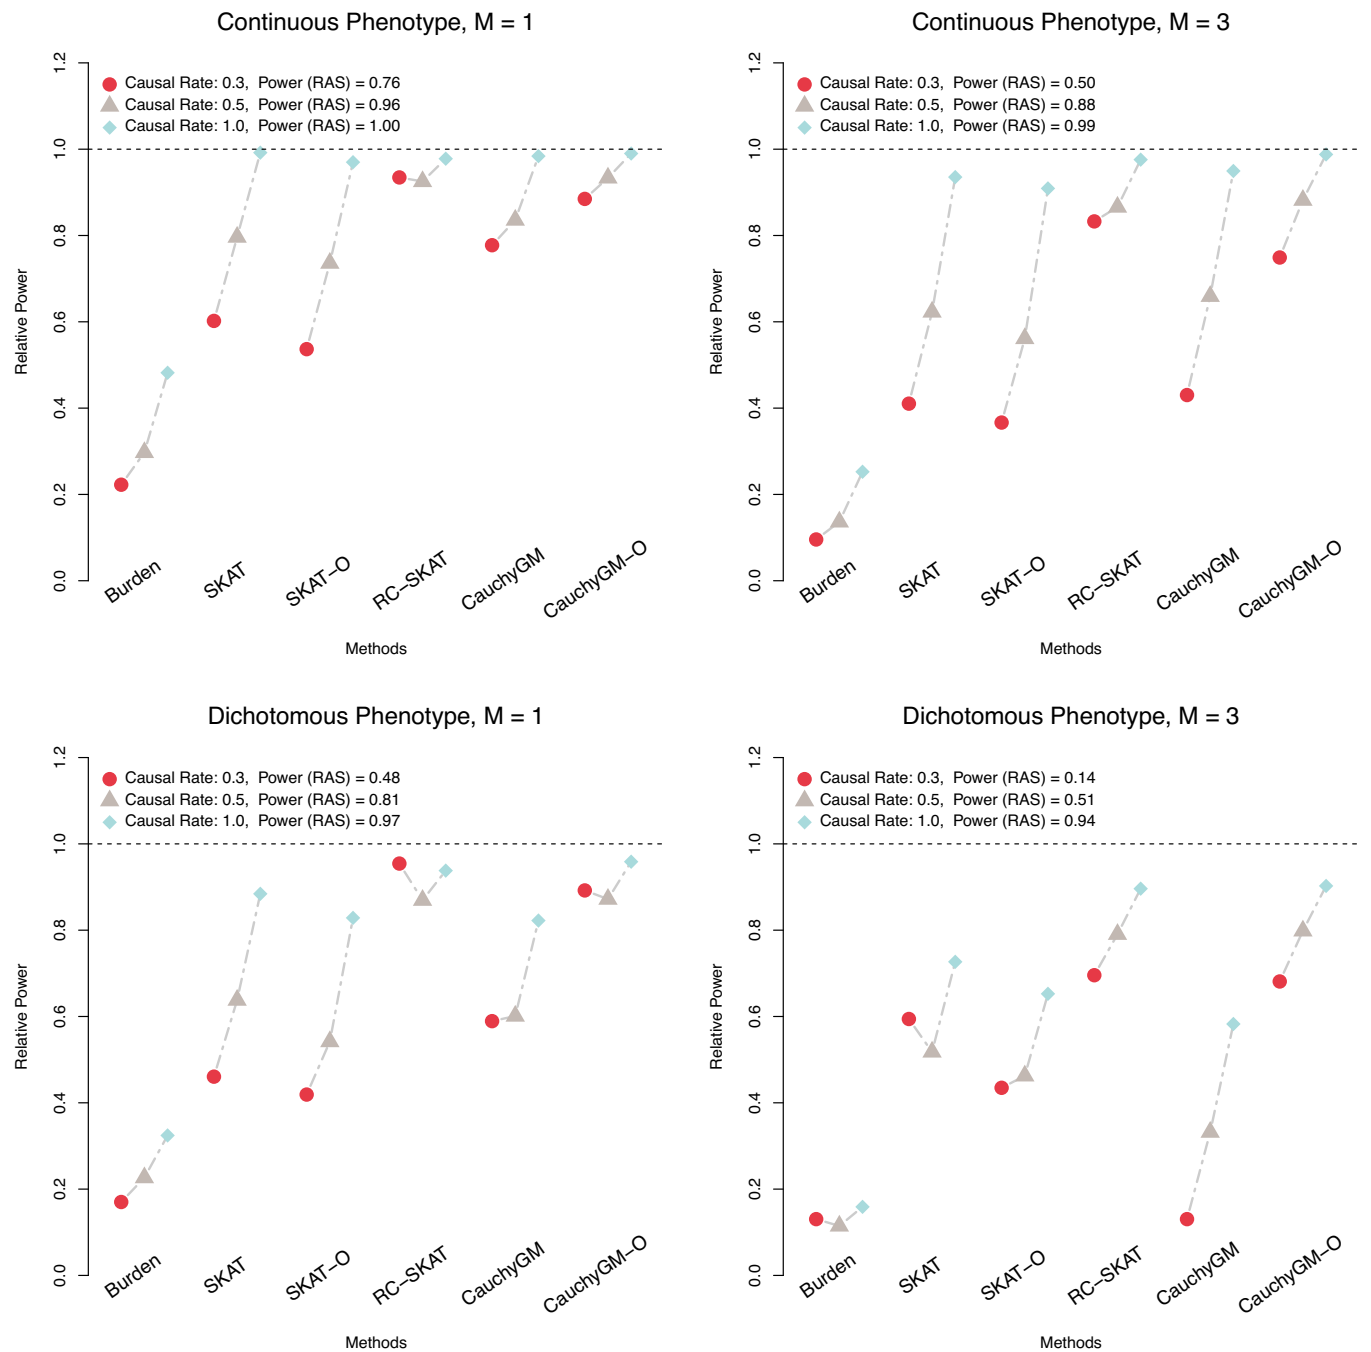 Continuous Phenotype, M = 1
Causal Rate: 0.3, Power (RAS) = 0.76
Causal Rate: 0.5, Power (RAS) = 0.96
Causal Rate: 1.0, Power (RAS) = 1.00
Relative Power
1.2
1.0
0.8
0.6
0.4
0.2
0.0
Burden
SKAT
SKAT−O
RC−SKAT
CauchyGM
CauchyGM−O
Methods
Continuous Phenotype, M = 3
Causal Rate: 0.3, Power (RAS) = 0.50
Causal Rate: 0.5, Power (RAS) = 0.88
Causal Rate: 1.0, Power (RAS) = 0.99
Relative Power
1.2
1.0
0.8
0.6
0.4
0.2
0.0
Burden
SKAT
SKAT−O
RC−SKAT
CauchyGM
CauchyGM−O
Methods
Dichotomous Phenotype, M = 1
Causal Rate: 0.3, Power (RAS) = 0.48
Causal Rate: 0.5, Power (RAS) = 0.81
Causal Rate: 1.0, Power (RAS) = 0.97
Relative Power
1.2
1.0
0.8
0.6
0.4
0.2
0.0
Burden
SKAT
SKAT−O
RC−SKAT
CauchyGM
CauchyGM−O
Methods
Dichotomous Phenotype, M = 3
Causal Rate: 0.3, Power (RAS) = 0.14
Causal Rate: 0.5, Power (RAS) = 0.51
Causal Rate: 1.0, Power (RAS) = 0.94
Relative Power
1.2
1.0
0.8
0.6
0.4
0.2
0.0
Burden
SKAT
SKAT−O
RC−SKAT
CauchyGM
CauchyGM−O
Methods